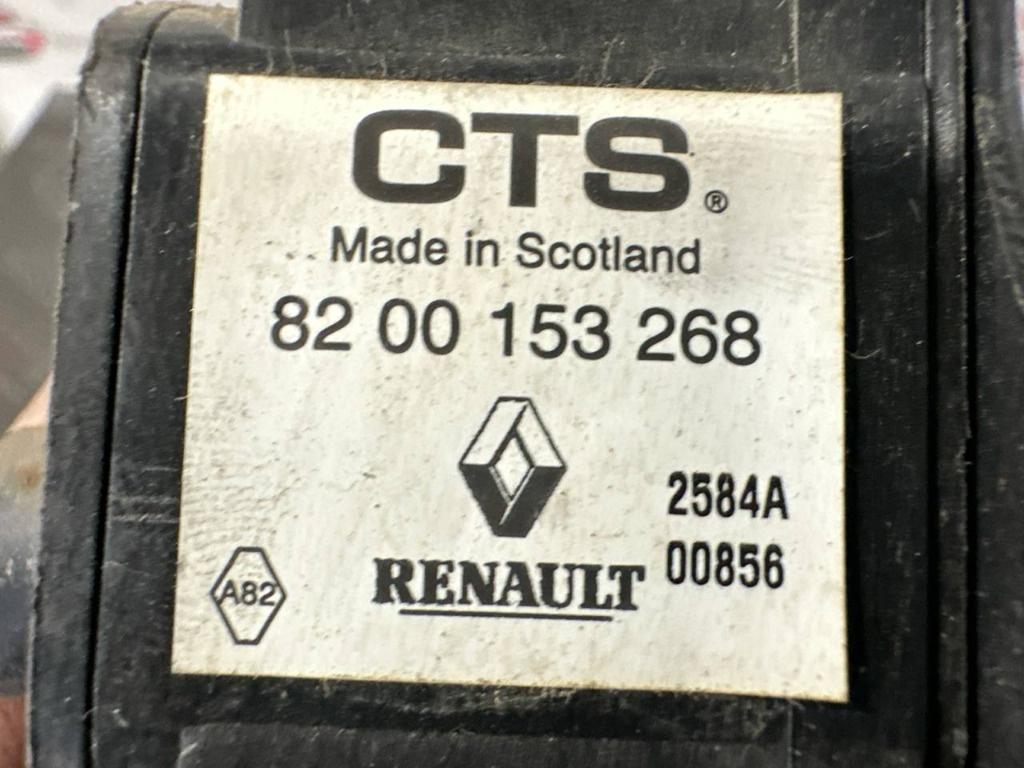 CTS®
Made in Scotland
82 00 153 268
2584A
00856
RENAULT
A82